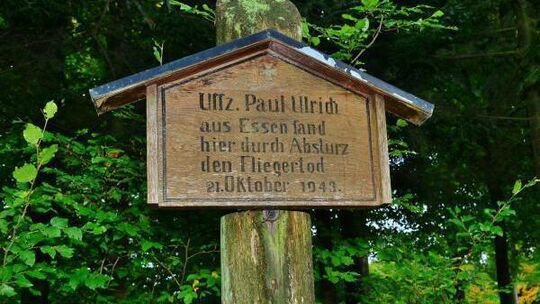 Uffz. Paul Ulrich
aus Essen fand
hier durch Absturz
den Fliegertod
21. Oktober 1943.